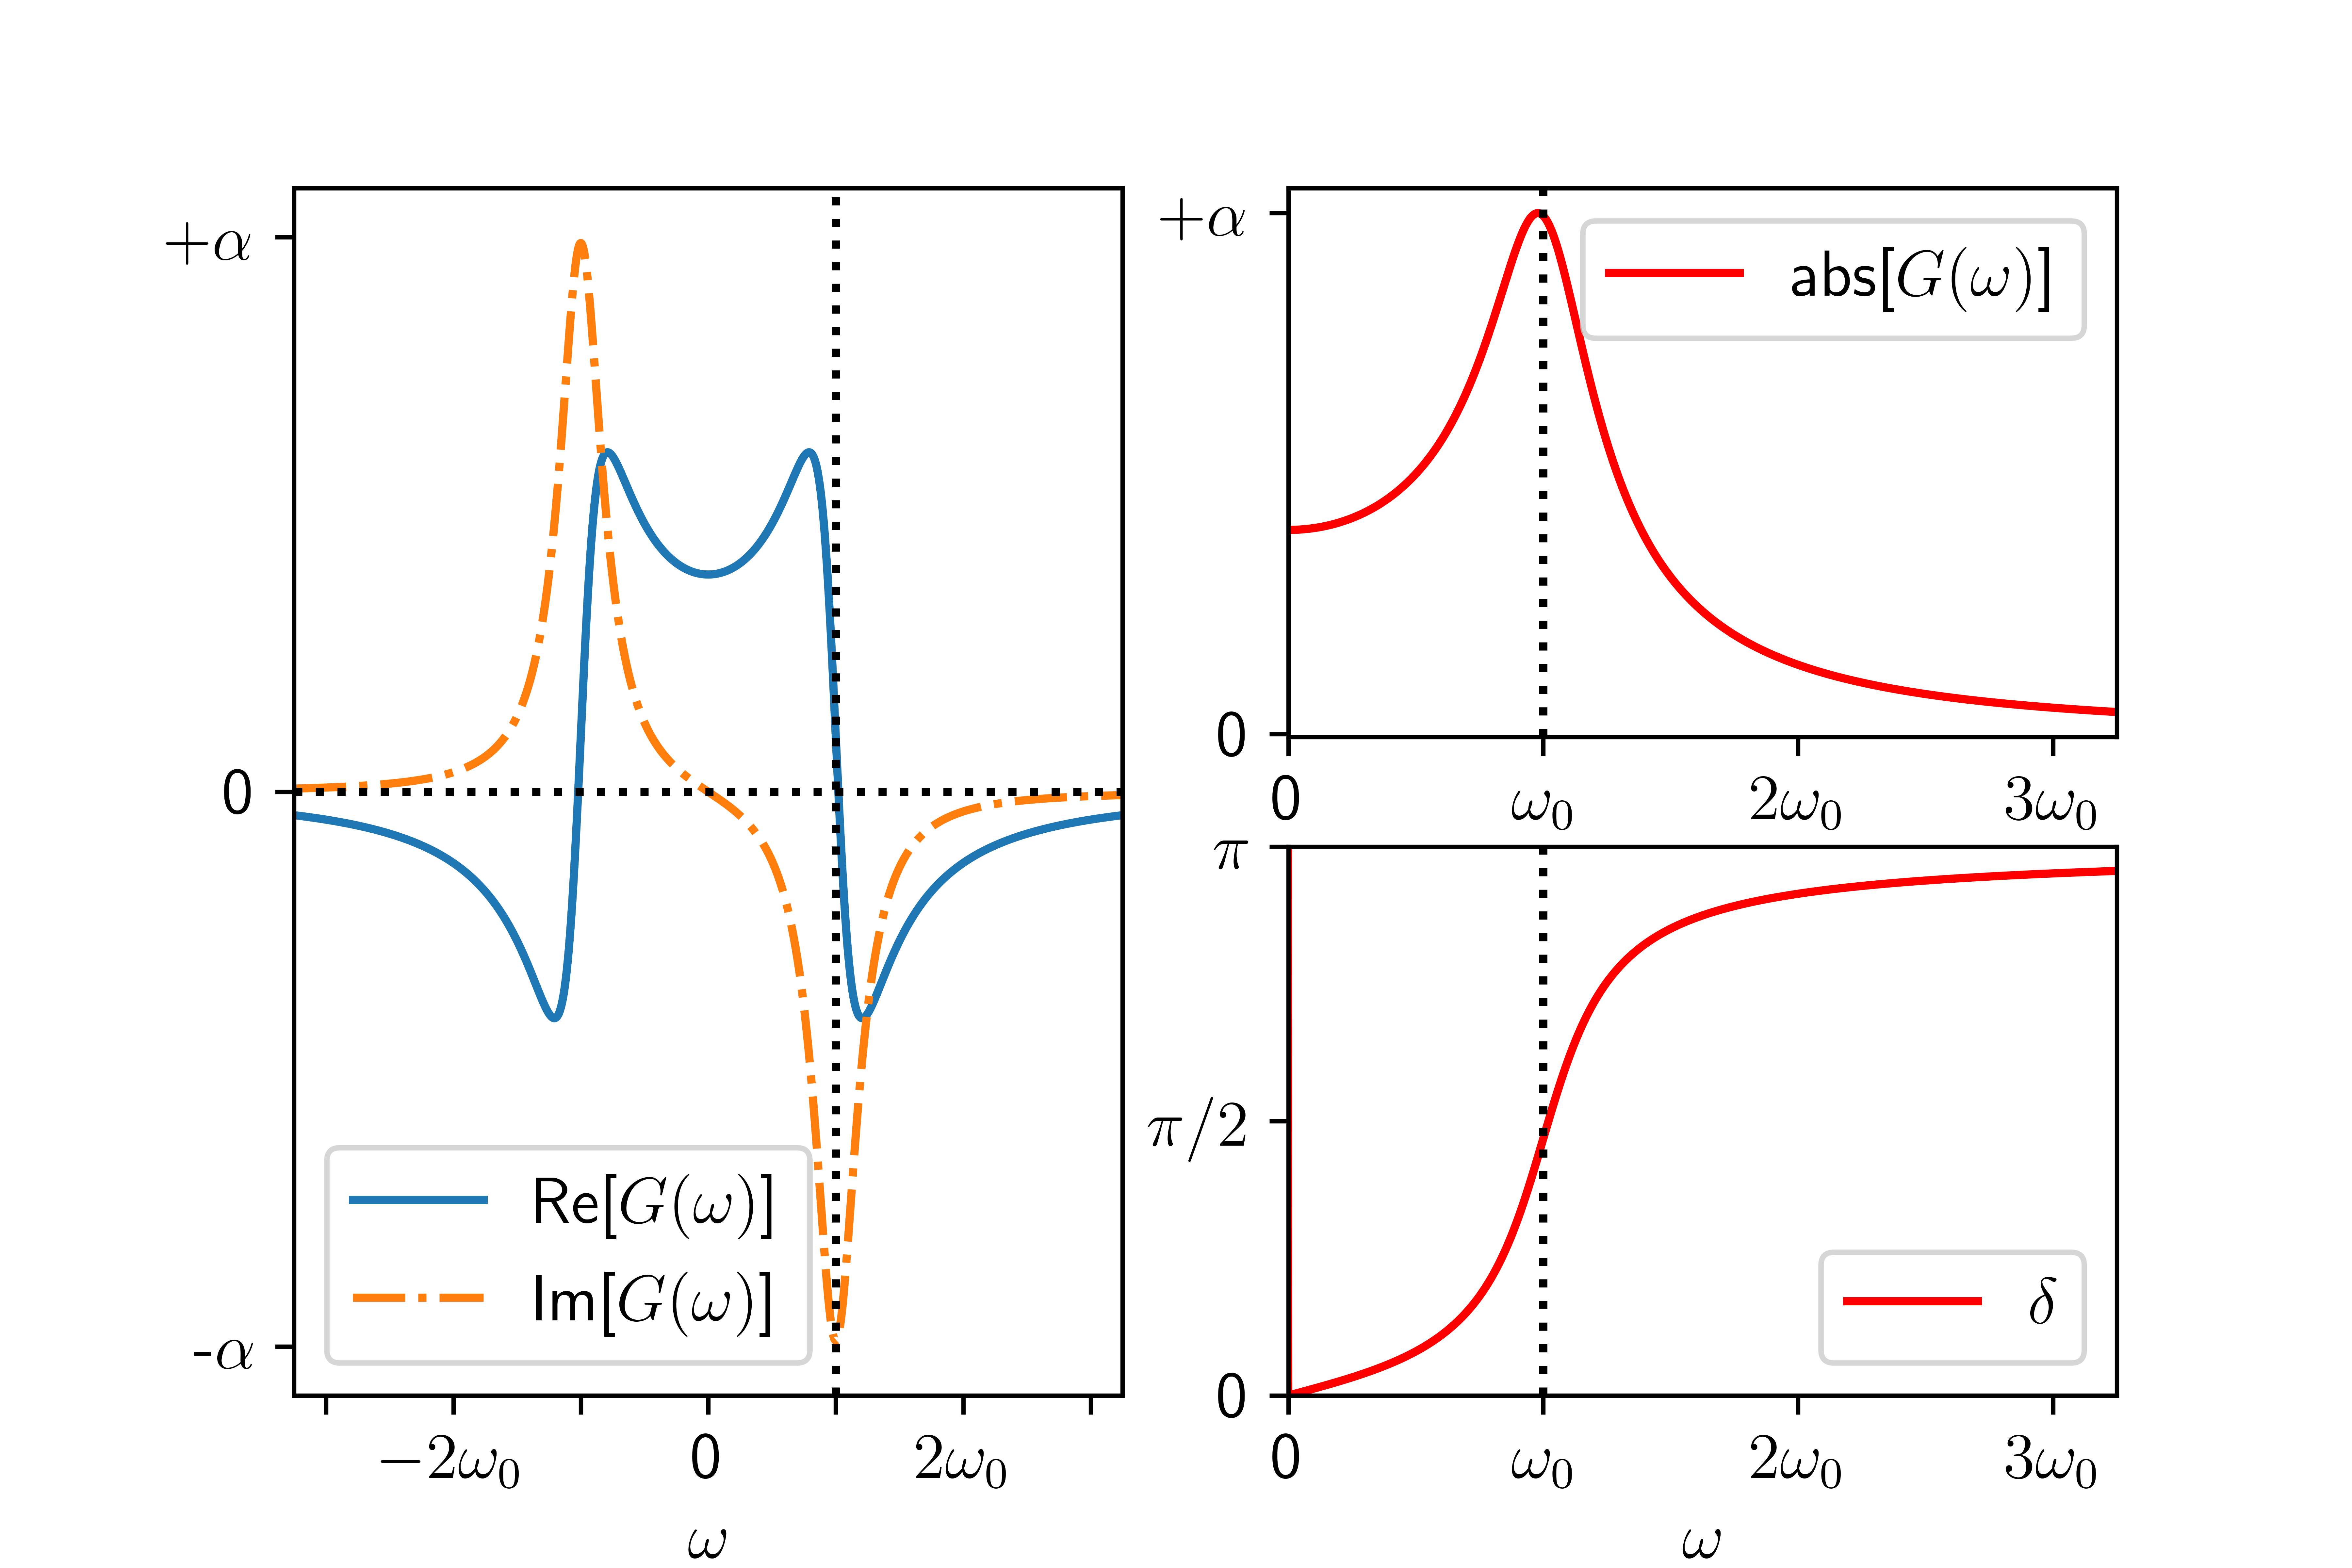 +α
0
-α
Re[G(ω)]
Im[G(ω)]
−2ω₀ 0 2ω₀
ω
+α
0
abs[G(ω)]
0 ω₀ 2ω₀ 3ω₀
π
π/2
0
δ
0 ω₀ 2ω₀ 3ω₀
ω